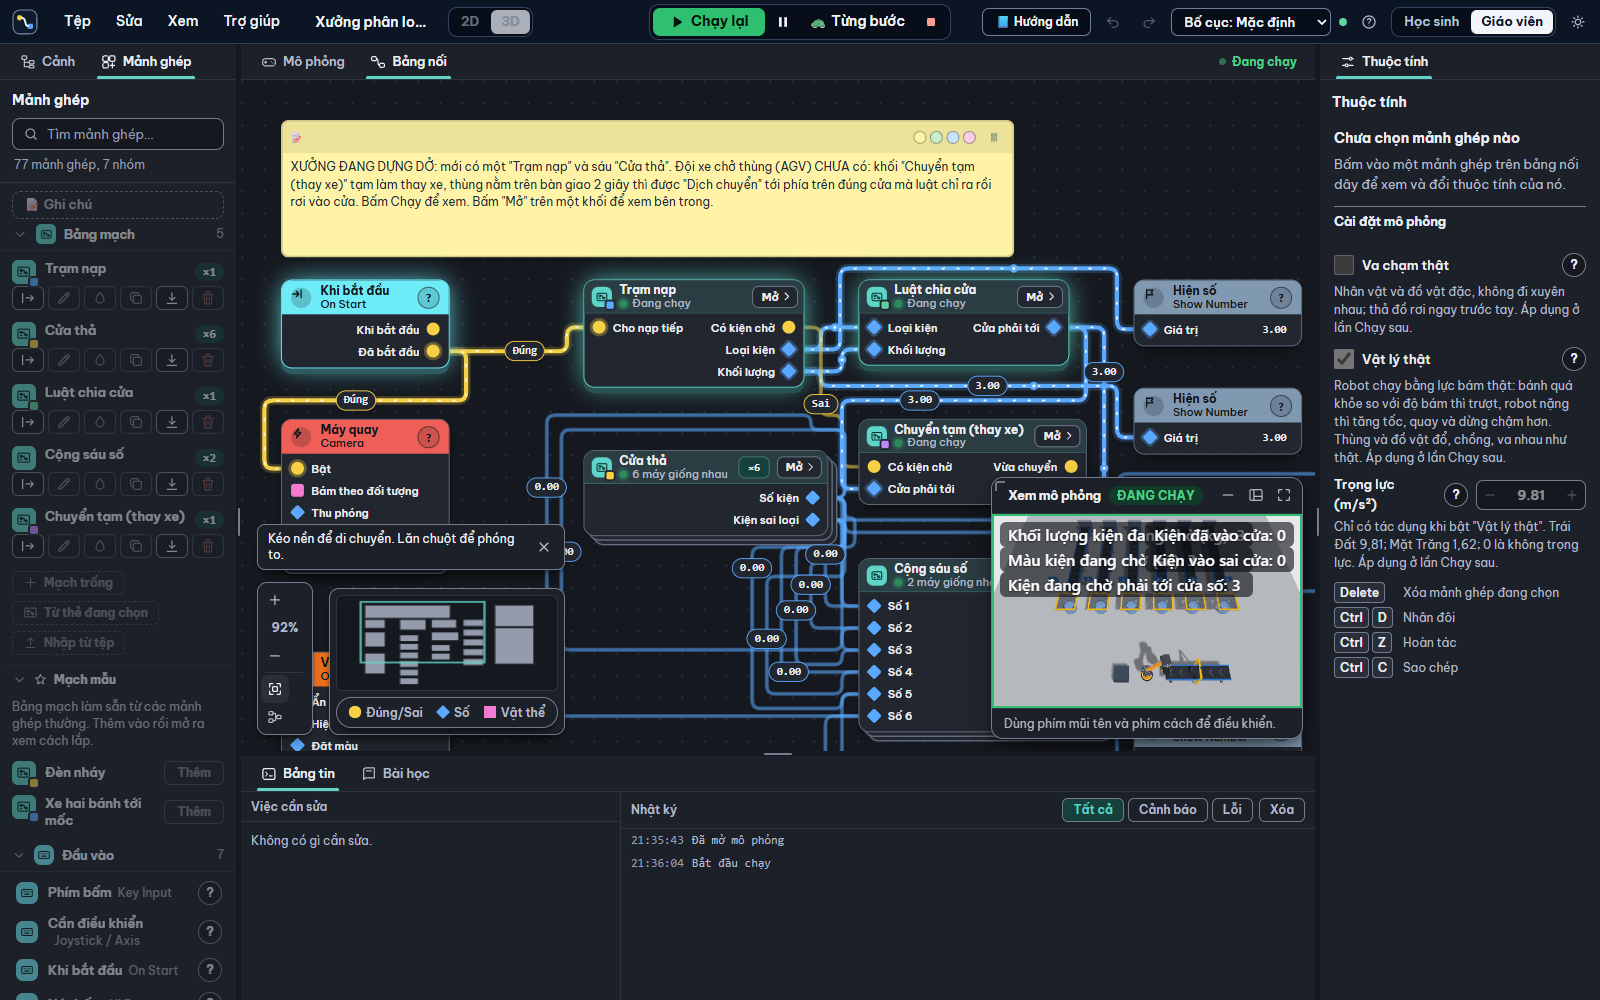 Tệp
Sửa
Xem
Trợ giúp
Xưởng phân lo...
2D
3D
Chạy lại
Từng bước
Hướng dẫn
Bố cục: Mặc định
Học sinh
Giáo viên
Cảnh
Mảnh ghép
Mảnh ghép
Tìm mảnh ghép...
77 mảnh ghép, 7 nhóm
Ghi chú
Bảng mạch
5
Trạm nạp
x1
Cửa thả
x6
Luật chia cửa
x1
Cộng sáu số
x2
Chuyển tạm (thay xe)
x1
Mạch trống
Từ thẻ đang chọn
Nhập từ tệp
Mạch mẫu
Bảng mạch làm sẵn từ các mảnh
ghép thường. Thêm vào rồi mở ra
xem cách lắp.
Đèn nháy
Thêm
Xe hai bánh tới
mốc
Thêm
Đầu vào
7
Phím bấm Key Input
Cần điều khiển
Joystick / Axis
Khi bắt đầu On Start
Mô phỏng
Bảng nối
Đang chạy
XƯỞNG ĐANG DỰNG DỞ: mới có một "Trạm nạp" và sáu "Cửa thả". Đội xe chở thùng (AGV) CHƯA có: khối "Chuyển tạm
(thay xe)" tạm làm thay xe, thùng nằm trên bàn giao 2 giây thì được "Dịch chuyển" tới phía trên đúng cửa mà luật chỉ ra rồi
rơi vào cửa. Bấm Chạy để xem. Bấm "Mở" trên một khối để xem bên trong.
Khi bắt đầu
On Start
Khi bắt đầu
Đã bắt đầu
Đúng
Đúng
Trạm nạp
Đang chạy
Mở
Cho nạp tiếp
Có kiện chờ
Loại kiện
Khối lượng
Luật chia cửa
Đang chạy
Mở
Loại kiện
Cửa phải tới
Khối lượng
Hiện số
Show Number
Giá trị
3.00
3.00
3.00
3.00
Sai
Hiện số
Show Number
Giá trị
3.00
Máy quay
Camera
Bật
Bám theo đối tượng
Thu phóng
Cửa thả
6 máy giống nhau
x6
Mở
Số kiện
Kiện sai loại
Chuyển tạm (thay xe)
Đang chạy
Mở
Có kiện chờ
Vừa chuyển
Cửa phải tới
0.00
0.00
0.00
0.00
0.00
0.00
0.00
Cộng sáu số
Số 1
Số 2
Số 3
Số 4
Số 5
Số 6
Kéo nền để di chuyển. Lăn chuột để phóng
to.
92%
Đúng/Sai
Số
Vật thể
Đặt màu
Xem mô phỏng
ĐANG CHẠY
Kiện đã vào cửa: 0
Kiện vào sai cửa: 0
Kiện đang chờ phải tới cửa số: 3
Dùng phím mũi tên và phím cách để điều khiển.
Bảng tin
Bài học
Việc cần sửa
Không có gì cần sửa.
Nhật ký
Tất cả
Cảnh báo
Lỗi
Xóa
21:35:43 Đã mở mô phỏng
21:36:04 Bắt đầu chạy
Thuộc tính
Thuộc tính
Chưa chọn mảnh ghép nào
Bấm vào một mảnh ghép trên bảng nối
dây để xem và đổi thuộc tính của nó.
Cài đặt mô phỏng
Va chạm thật
Nhân vật và đồ vật đặc, không đi xuyên
nhau; thả đồ rơi ngay trước tay. Áp dụng ở
lần Chạy sau.
Vật lý thật
Robot chạy bằng lực bám thật: bánh quá
khỏe so với độ bám thì trượt, robot nặng
thì tăng tốc, quay và dừng chậm hơn.
Thùng và đồ vật đổ, chồng, va nhau như
thật. Áp dụng ở lần Chạy sau.
Trọng lực
(m/s²)
9.81
Chỉ có tác dụng khi bật "Vật lý thật". Trái
Đất 9,81; Mặt Trăng 1,62; 0 là không trọng
lực. Áp dụng ở lần Chạy sau.
Delete
Xóa mảnh ghép đang chọn
Ctrl D
Nhân đôi
Ctrl Z
Hoàn tác
Ctrl C
Sao chép